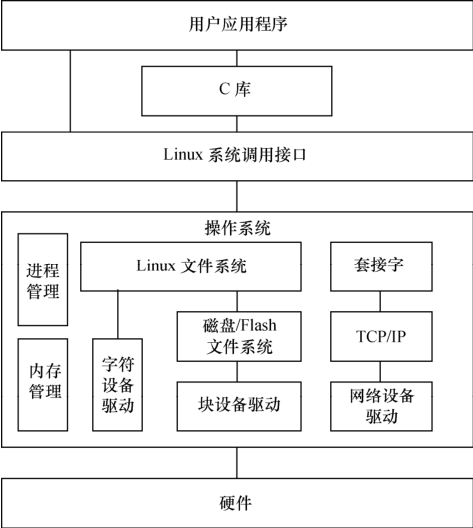 用户应用程序
C 库
Linux 系统调用接口
操作系统
进程
管理
Linux 文件系统
套接字
内存
管理
字符
设备
驱动
磁盘/Flash
文件系统
TCP/IP
块设备驱动
网络设备
驱动
硬件